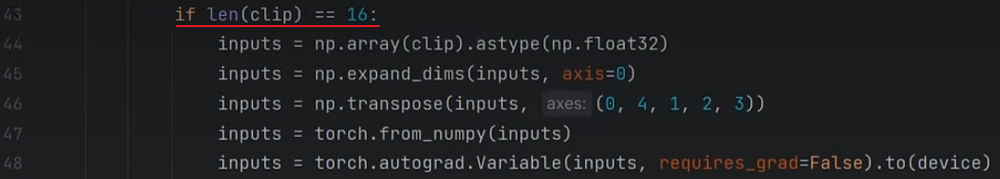 43 if len(clip) == 16:
44 inputs = np.array(clip).astype(np.float32)
45 inputs = np.expand_dims(inputs, axis=0)
46 inputs = np.transpose(inputs, axes: (0, 4, 1, 2, 3))
47 inputs = torch.from_numpy(inputs)
48 inputs = torch.autograd.Variable(inputs, requires_grad=False).to(device)